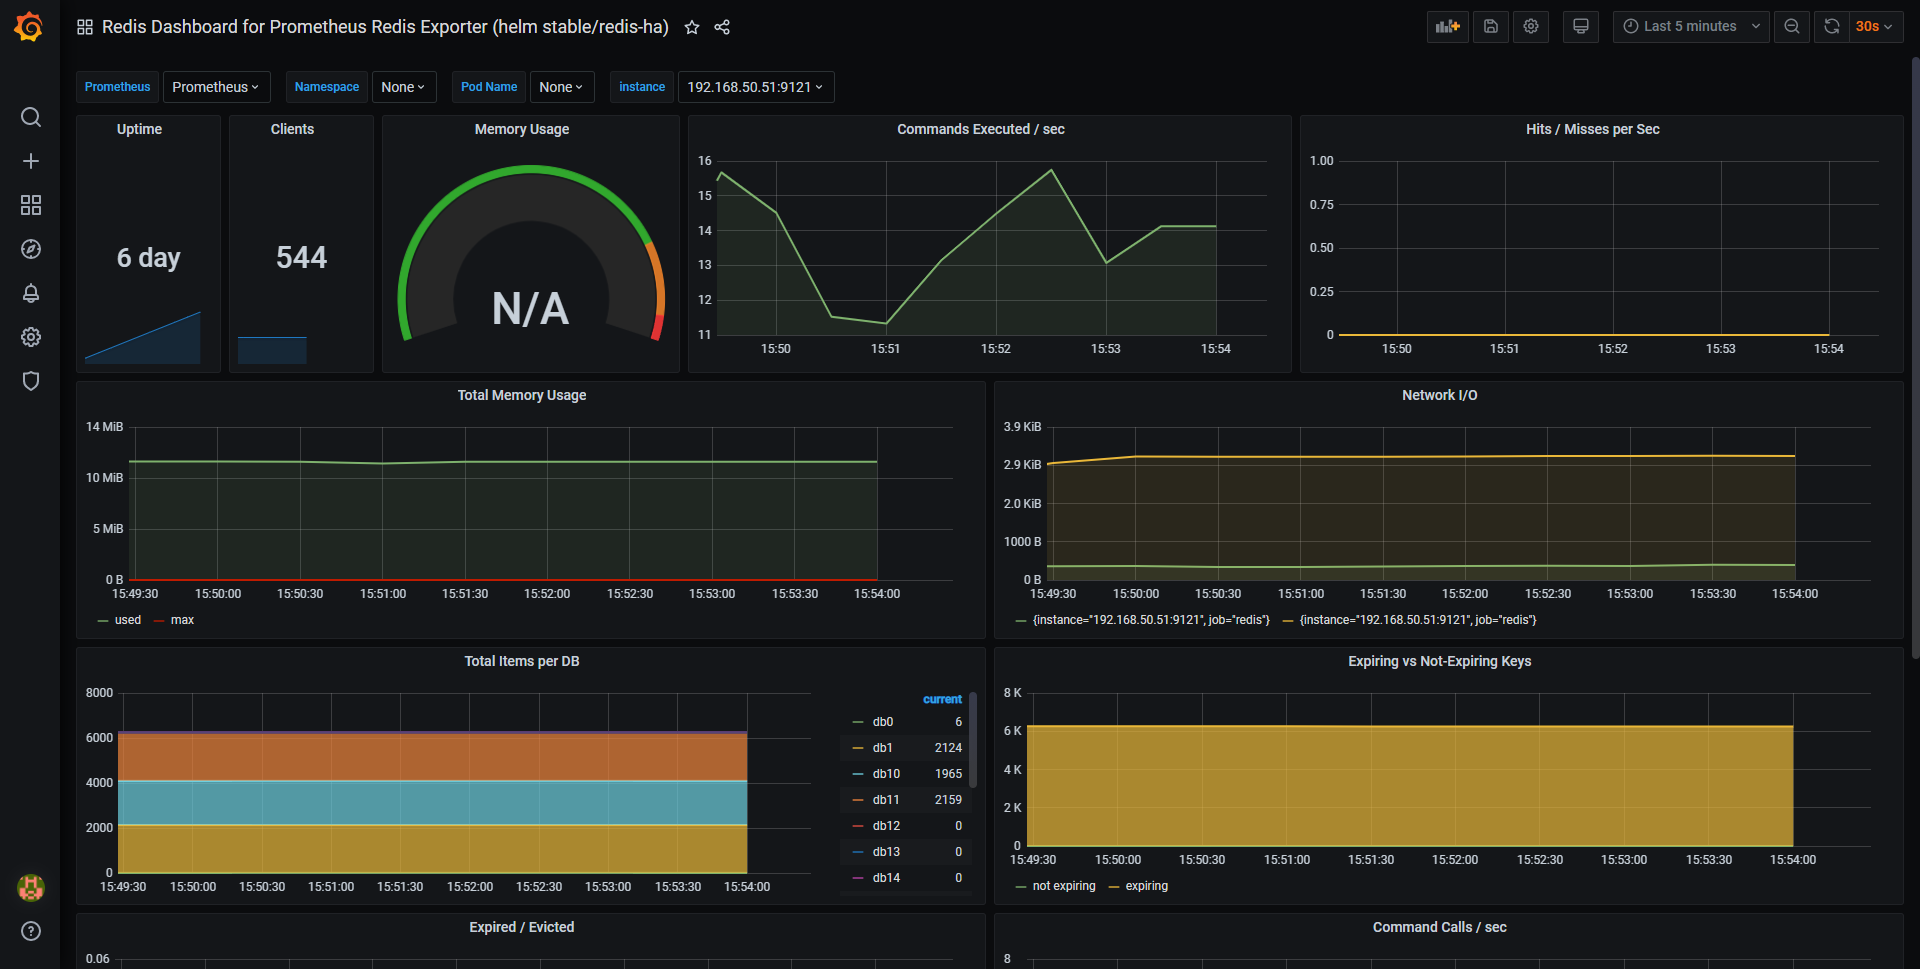 Redis Dashboard for Prometheus Redis Exporter (helm stable/redis-ha)
Last 5 minutes
30s
Prometheus Prometheus Namespace None Pod Name None instance 192.168.50.51:9121
Uptime
6 day
Clients
544
Memory Usage
N/A
Commands Executed / sec
16
15
14
13
12
11
15:50 15:51 15:52 15:53 15:54
Hits / Misses per Sec
1.00
0.75
0.50
0.25
0
15:50 15:51 15:52 15:53 15:54
Total Memory Usage
14 MiB
10 MiB
5 MiB
0 B
15:49:30 15:50:00 15:50:30 15:51:00 15:51:30 15:52:00 15:52:30 15:53:00 15:53:30 15:54:00
used max
Network I/O
3.9 KiB
2.9 KiB
2.0 KiB
1000 B
0 B
15:49:30 15:50:00 15:50:30 15:51:00 15:51:30 15:52:00 15:52:30 15:53:00 15:53:30 15:54:00
{instance="192.168.50.51:9121", job="redis"} {instance="192.168.50.51:9121", job="redis"}
Total Items per DB
8000
6000
4000
2000
0
15:49:30 15:50:00 15:50:30 15:51:00 15:51:30 15:52:00 15:52:30 15:53:00 15:53:30 15:54:00
current
db0 6
db1 2124
db10 1965
db11 2159
db12 0
db13 0
db14 0
Expiring vs Not-Expiring Keys
8 K
6 K
4 K
2 K
0
15:49:30 15:50:00 15:50:30 15:51:00 15:51:30 15:52:00 15:52:30 15:53:00 15:53:30 15:54:00
not expiring expiring
Expired / Evicted
0.06
Command Calls / sec
8